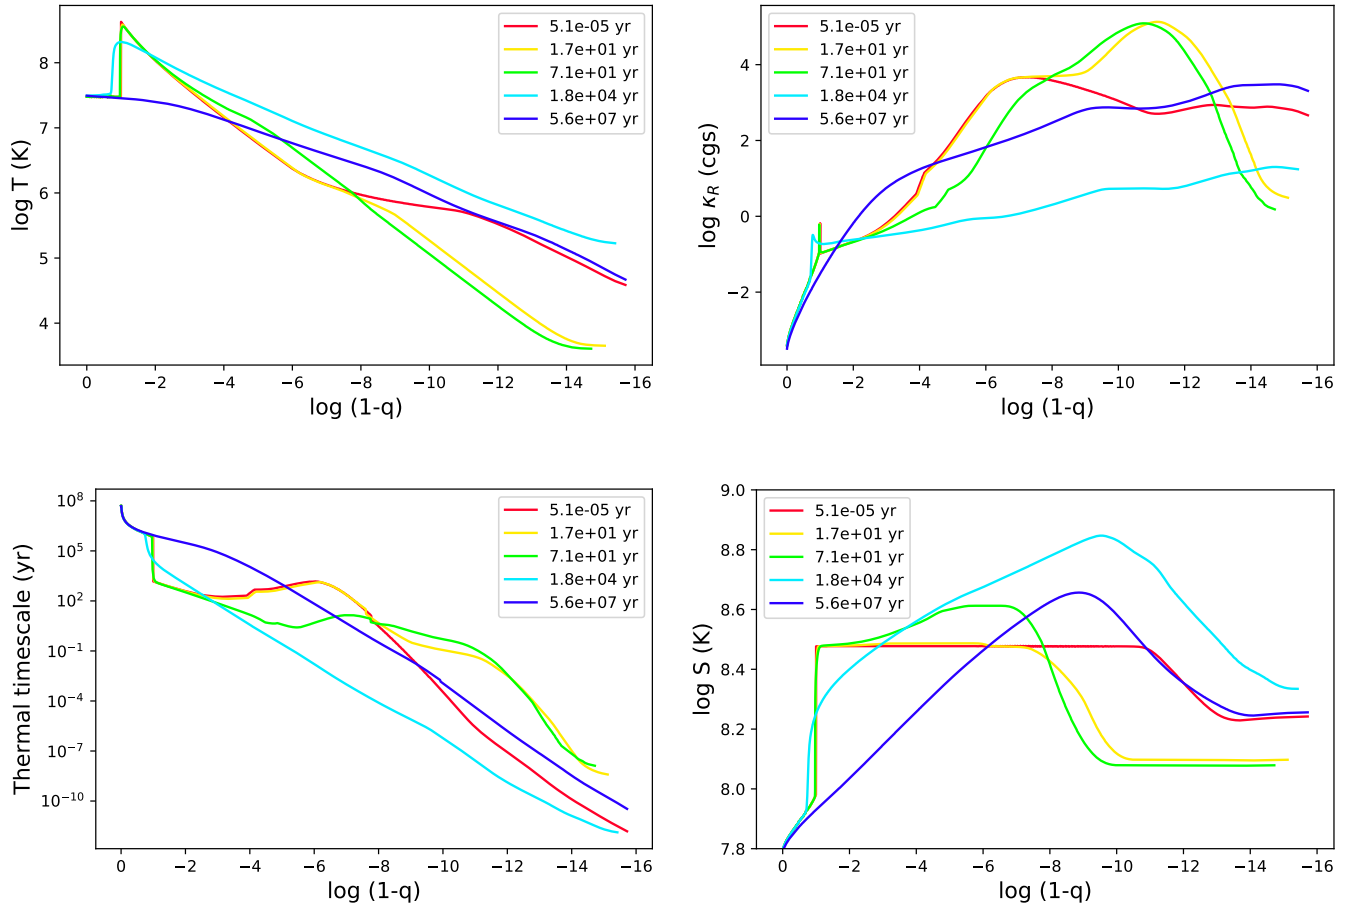 8
7
6
5
4
log T (K)
0
−2
−4
−6
−8
−10
−12
−14
−16
log (1-q)
5.1e-05 yr
1.7e+01 yr
7.1e+01 yr
1.8e+04 yr
5.6e+07 yr
4
2
0
−2
log κR (cgs)
0
−2
−4
−6
−8
−10
−12
−14
−16
log (1-q)
5.1e-05 yr
1.7e+01 yr
7.1e+01 yr
1.8e+04 yr
5.6e+07 yr
10⁸
10⁵
10²
10⁻¹
10⁻⁴
10⁻⁷
10⁻¹⁰
Thermal timescale (yr)
0
−2
−4
−6
−8
−10
−12
−14
−16
log (1-q)
5.1e-05 yr
1.7e+01 yr
7.1e+01 yr
1.8e+04 yr
5.6e+07 yr
9.0
8.8
8.6
8.4
8.2
8.0
7.8
log S (K)
0
−2
−4
−6
−8
−10
−12
−14
−16
log (1-q)
5.1e-05 yr
1.7e+01 yr
7.1e+01 yr
1.8e+04 yr
5.6e+07 yr